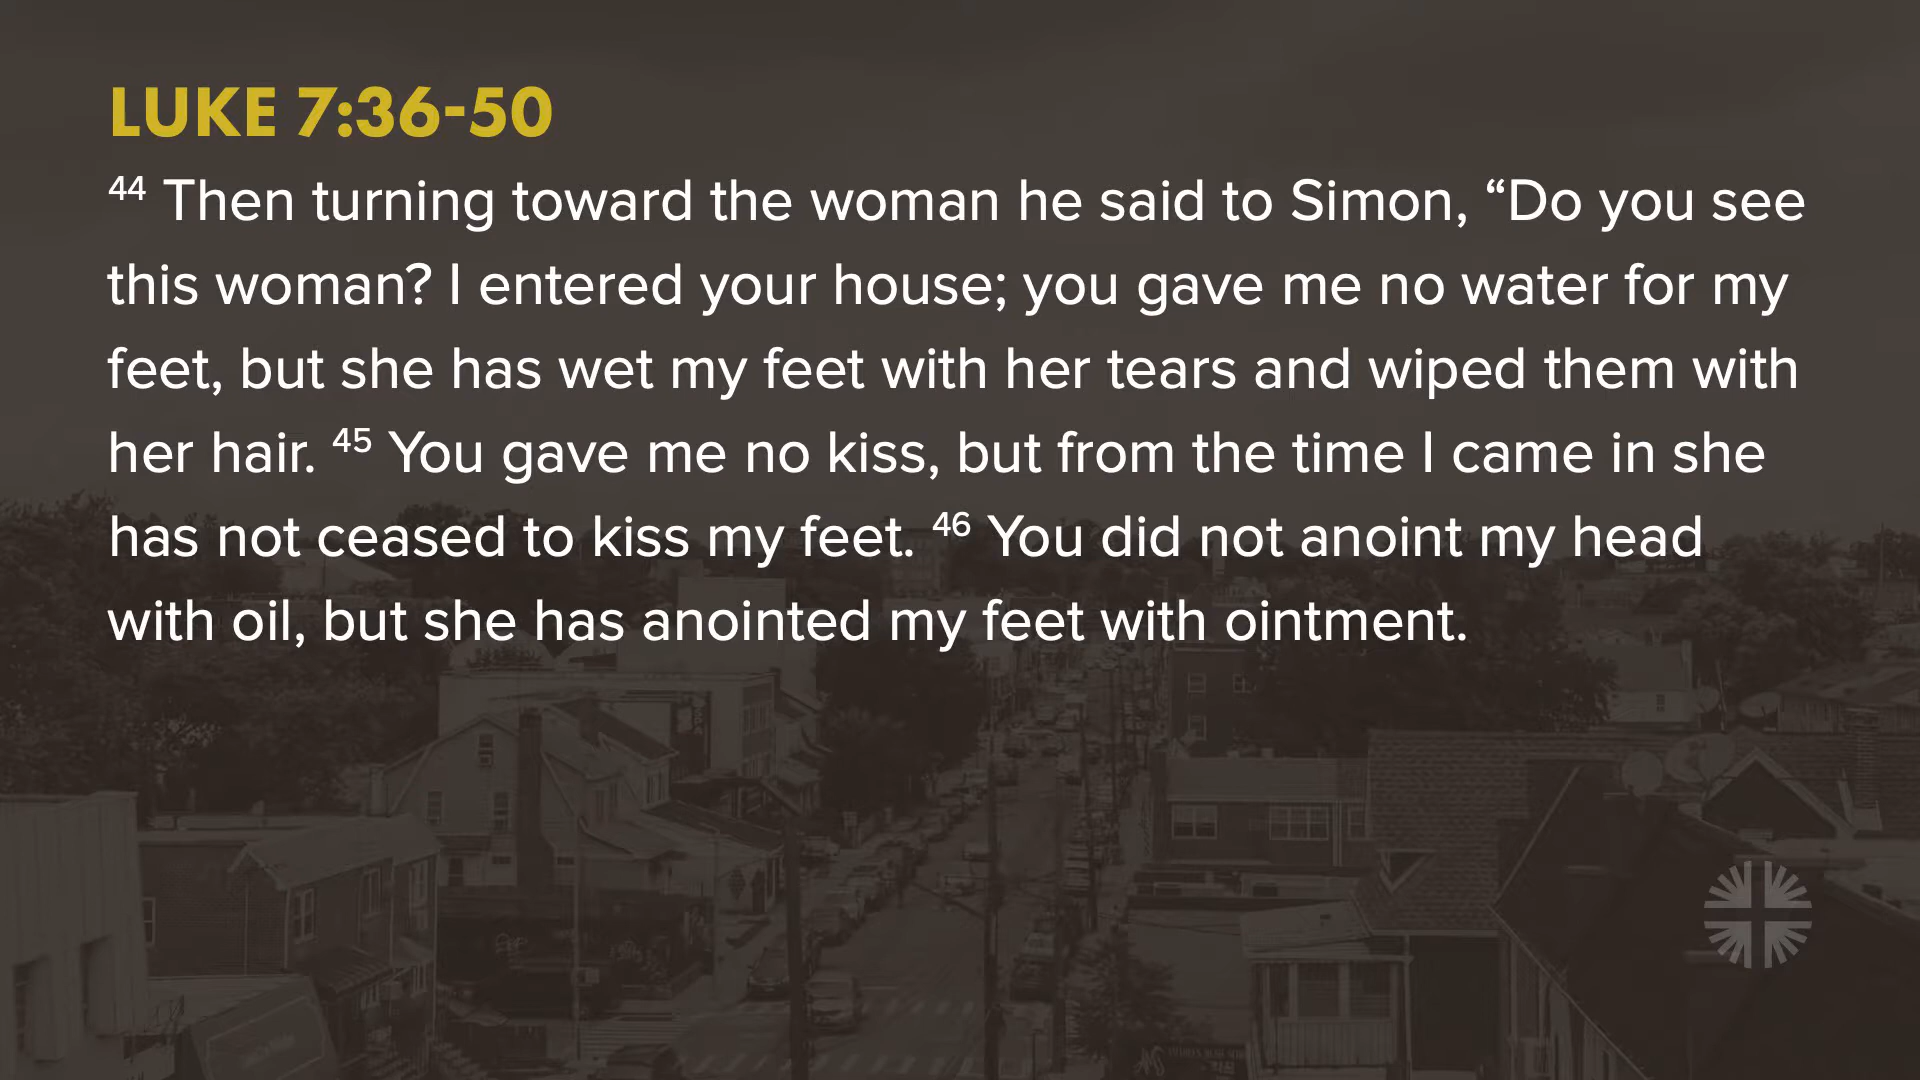 LUKE 7:36-50
44 Then turning toward the woman he said to Simon, “Do you see
this woman? I entered your house; you gave me no water for my
feet, but she has wet my feet with her tears and wiped them with
her hair. 45 You gave me no kiss, but from the time I came in she
has not ceased to kiss my feet. 46 You did not anoint my head
with oil, but she has anointed my feet with ointment.